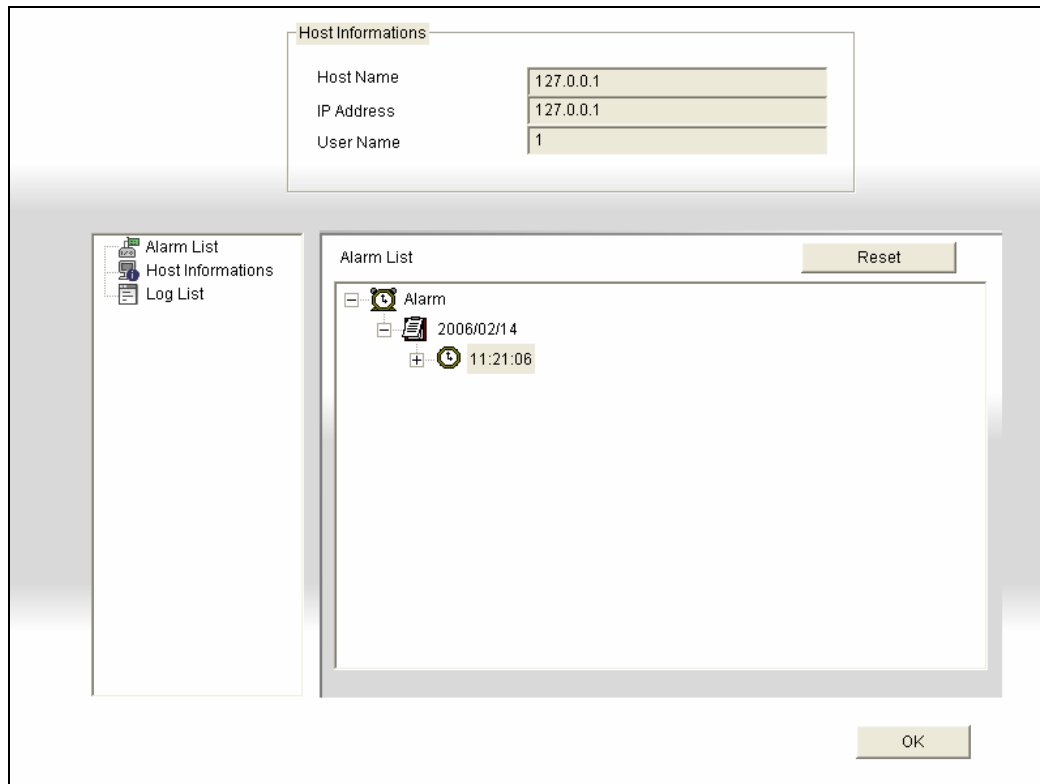 Host Informations
Host Name
127.0.0.1
IP Address
127.0.0.1
User Name
1
Alarm List
Host Informations
Log List
Alarm List
Reset
Alarm
2006/02/14
11:21:06
OK